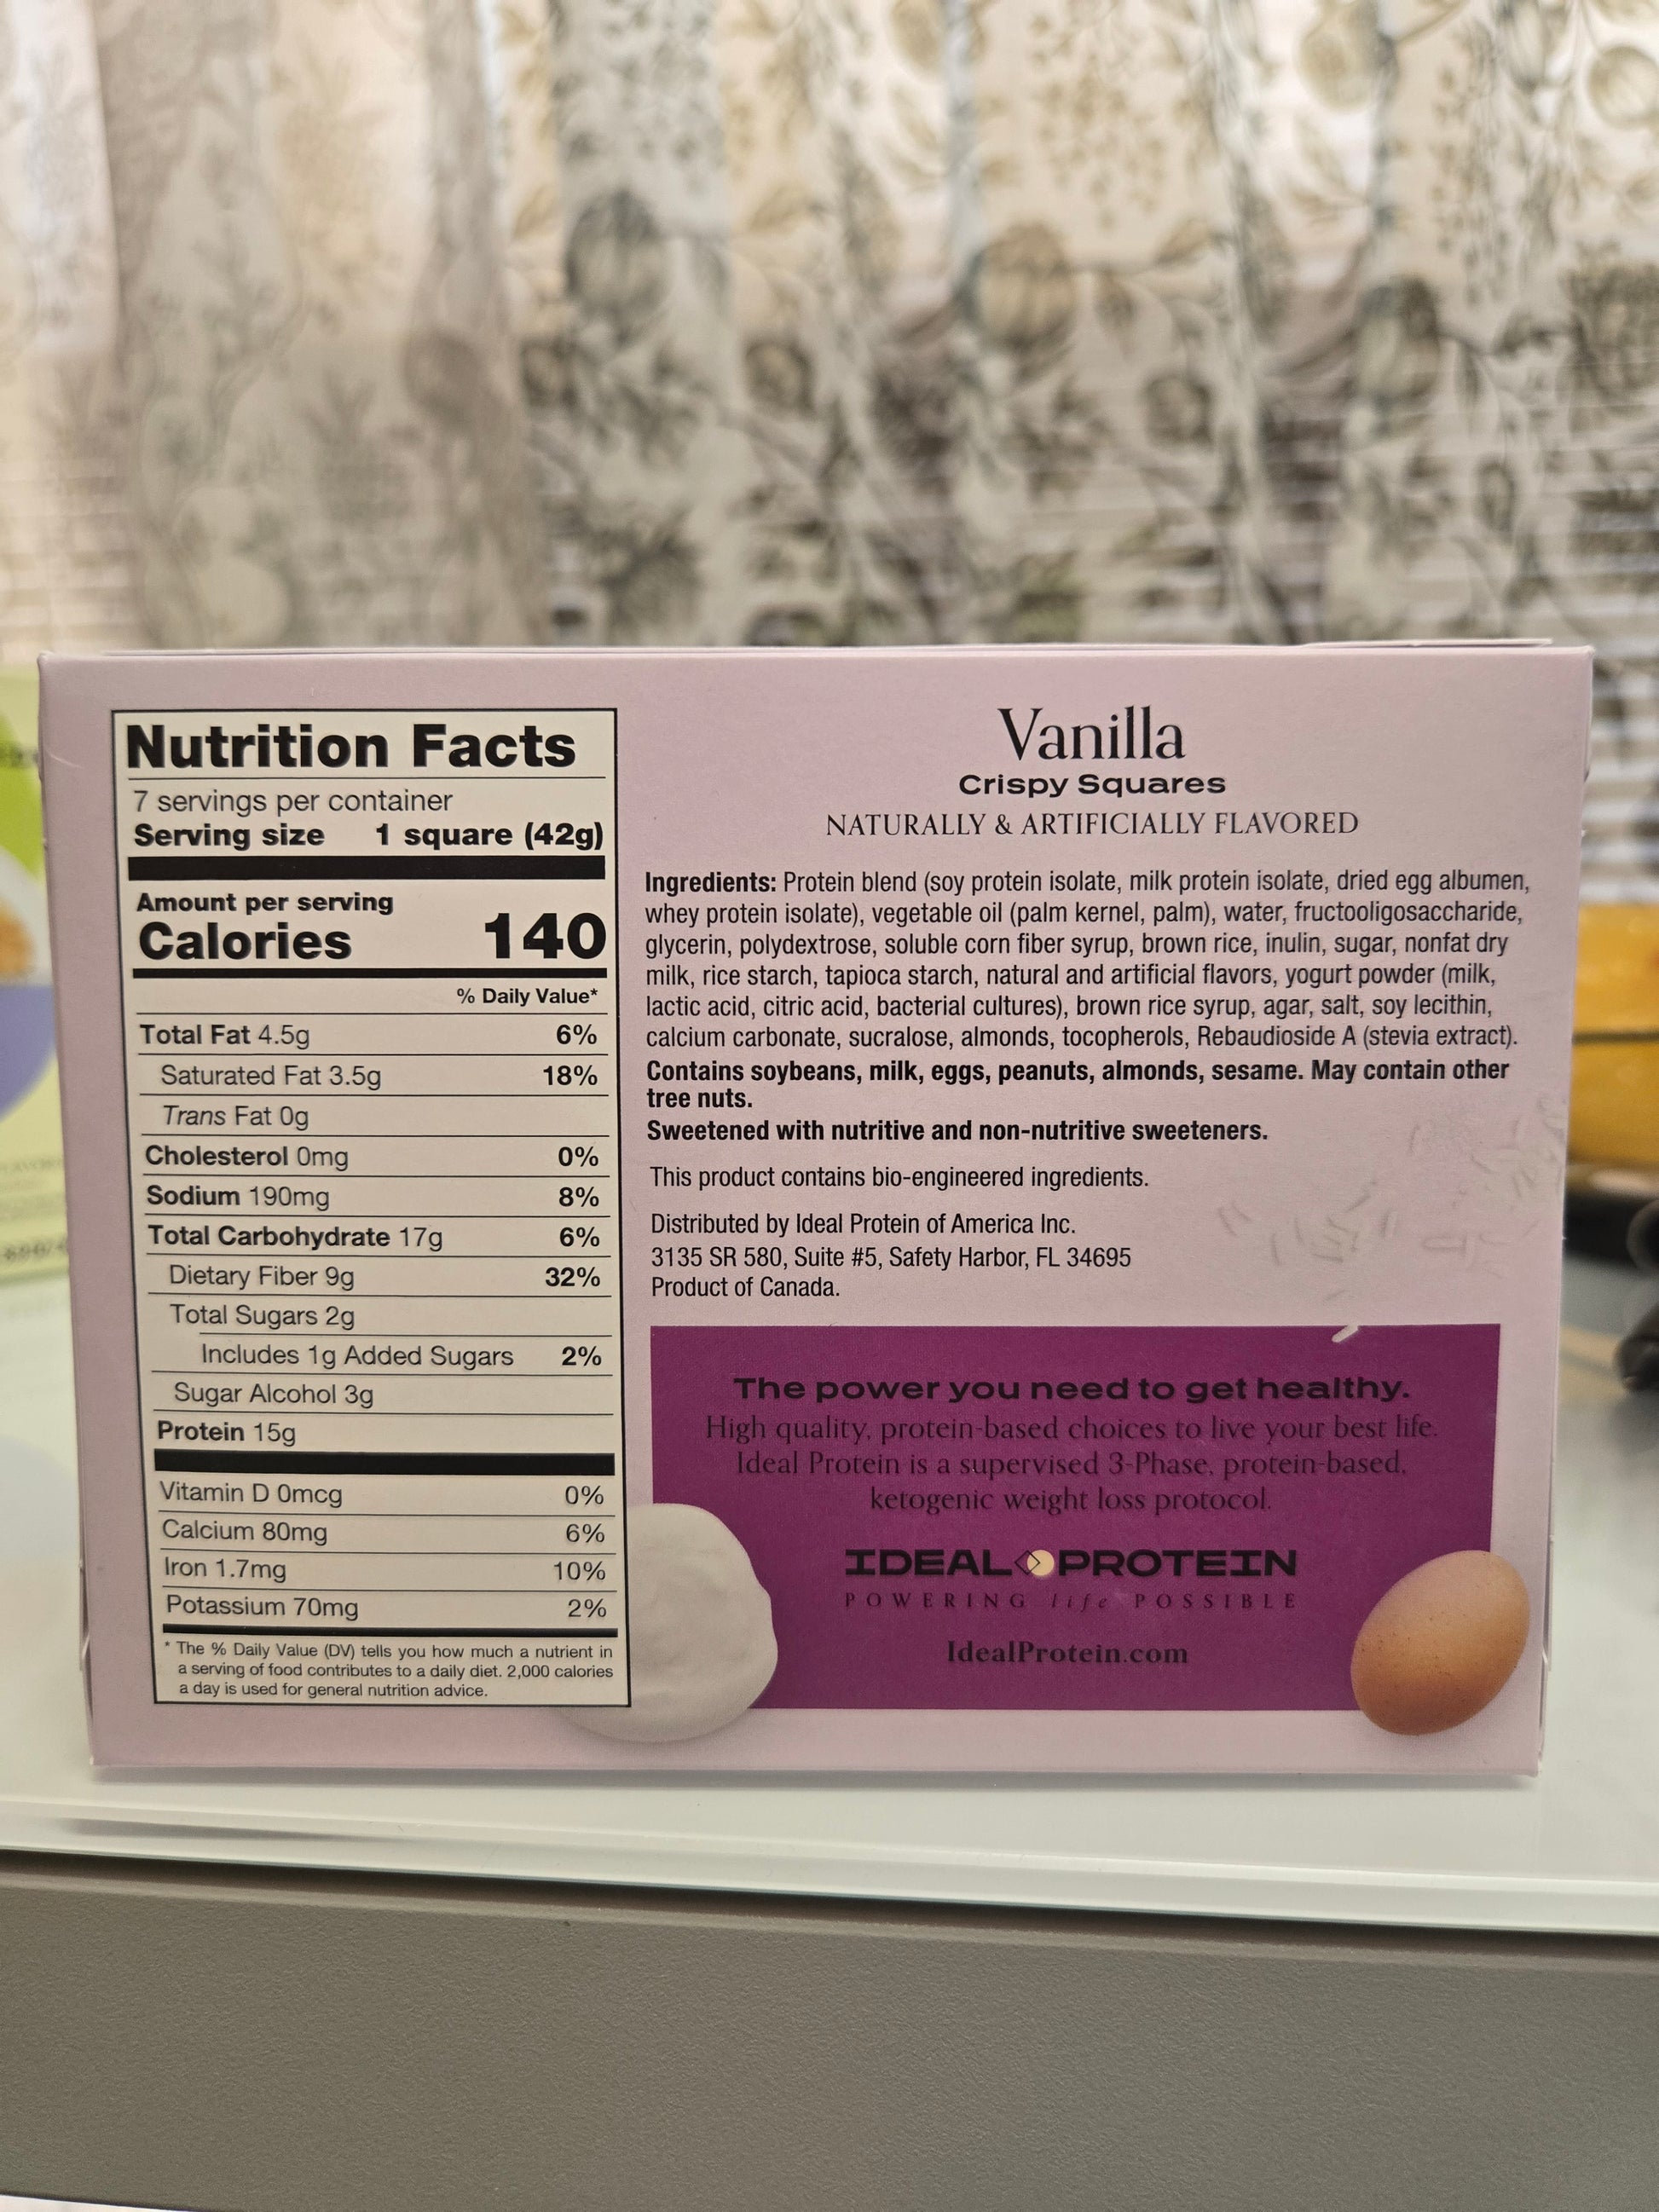 Nutrition Facts
7 servings per container
Serving size 1 square (42g)
Amount per serving
Calories 140
% Daily Value*
Total Fat 4.5g 6%
Saturated Fat 3.5g 18%
Trans Fat 0g
Cholesterol 0mg 0%
Sodium 190mg 8%
Total Carbohydrate 17g 6%
Dietary Fiber 9g 32%
Total Sugars 2g
Includes 1g Added Sugars 2%
Sugar Alcohol 3g
Protein 15g
Vitamin D 0mcg 0%
Calcium 80mg 6%
Iron 1.7mg 10%
Potassium 70mg 2%
* The % Daily Value (DV) tells you how much a nutrient in
a serving of food contributes to a daily diet. 2,000 calories
a day is used for general nutrition advice.
Vanilla
Crispy Squares
NATURALLY & ARTIFICIALLY FLAVORED
Ingredients: Protein blend (soy protein isolate, milk protein isolate, dried egg albumen,
whey protein isolate), vegetable oil (palm kernel, palm), water, fructooligosaccharide,
glycerin, polydextrose, soluble corn fiber syrup, brown rice, inulin, sugar, nonfat dry
milk, rice starch, tapioca starch, natural and artificial flavors, yogurt powder (milk,
lactic acid, citric acid, bacterial cultures), brown rice syrup, agar, salt, soy lecithin,
calcium carbonate, sucralose, almonds, tocopherols, Rebaudioside A (stevia extract).
Contains soybeans, milk, eggs, peanuts, almonds, sesame. May contain other
tree nuts.
Sweetened with nutritive and non-nutritive sweeteners.
This product contains bio-engineered ingredients.
Distributed by Ideal Protein of America Inc.
3135 SR 580, Suite #5, Safety Harbor, FL 34695
Product of Canada.
The power you need to get healthy.
High quality, protein-based choices to live your best life.
Ideal Protein is a supervised 3-Phase, protein-based,
ketogenic weight loss protocol.
IDEAL PROTEIN
POWERING life POSSIBLE
IdealProtein.com